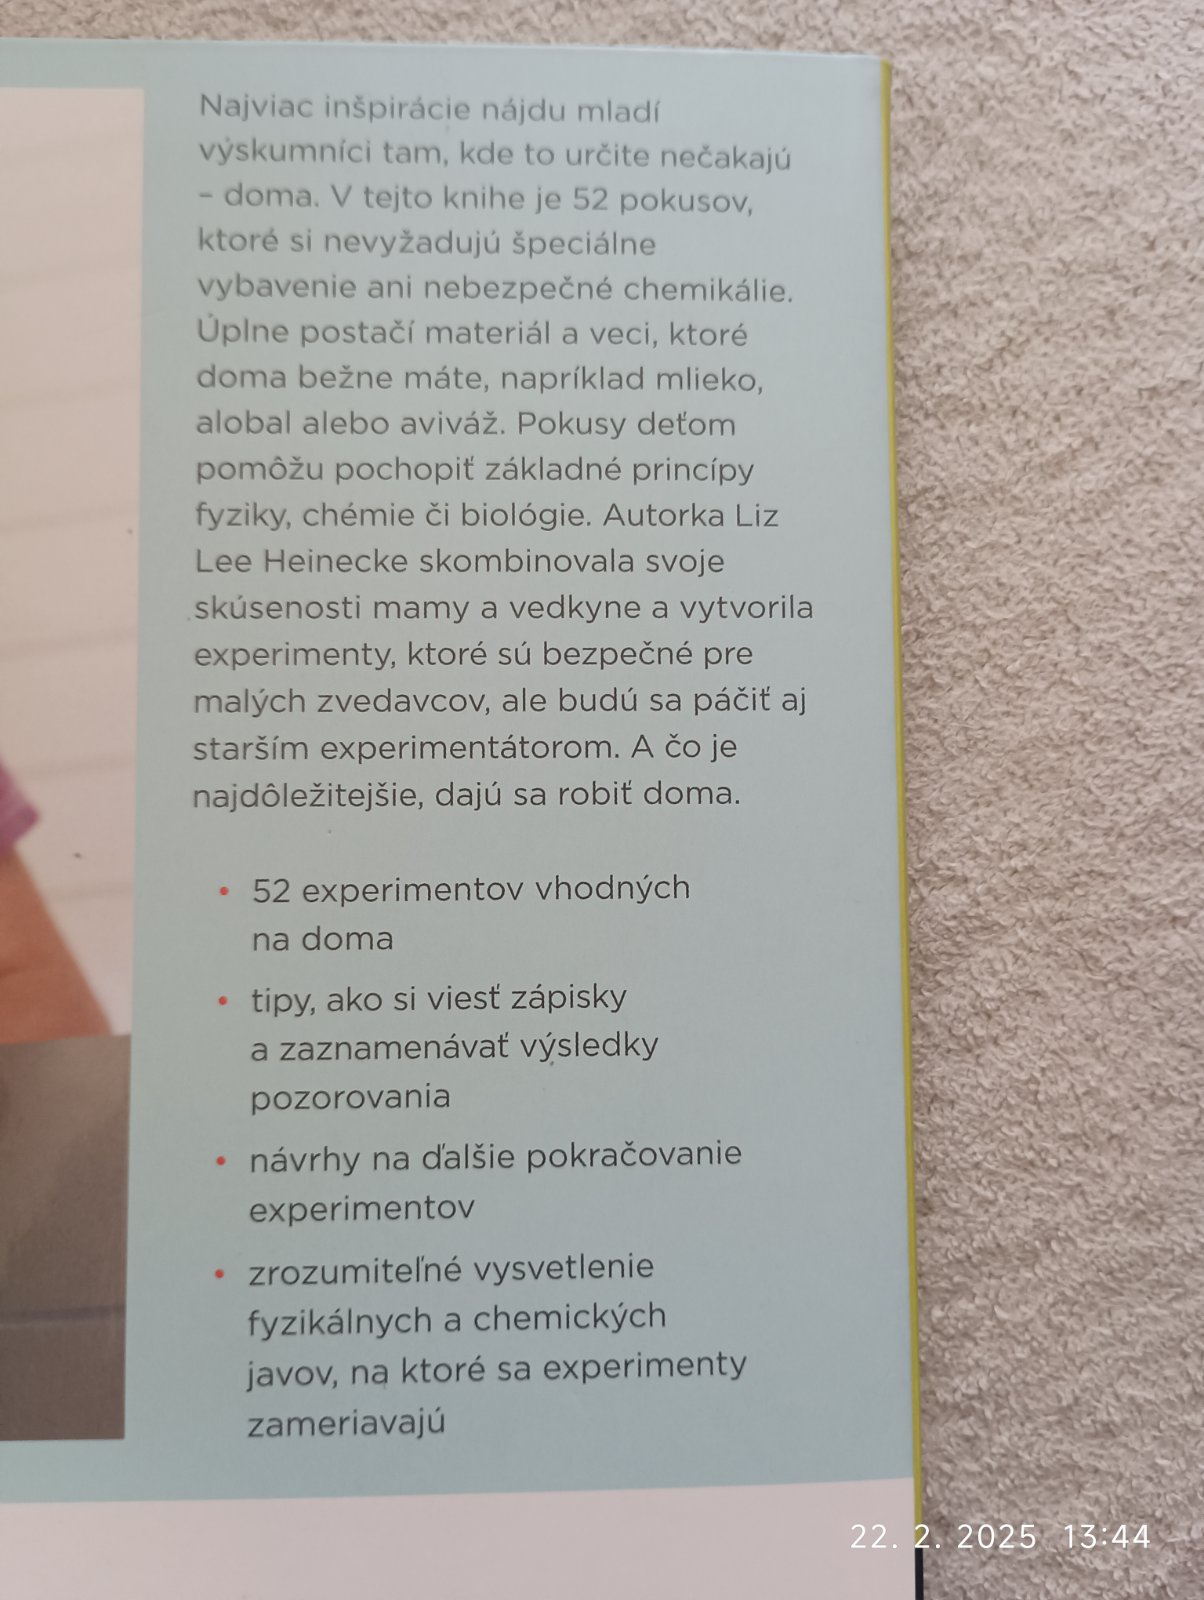 Najviac inšpirácie nájdu mladí
výskumníci tam, kde to určite nečakajú
– doma. V tejto knihe je 52 pokusov,
ktoré si nevyžadujú špeciálne
vybavenie ani nebezpečné chemikálie.
Úplne postačí materiál a veci, ktoré
doma bežne máte, napríklad mlieko,
alobal alebo aviváž. Pokusy deťom
pomôžu pochopiť základné princípy
fyziky, chémie či biológie. Autorka Liz
Lee Heinecke skombinovala svoje
skúsenosti mamy a vedkyne a vytvorila
experimenty, ktoré sú bezpečné pre
malých zvedavcov, ale budú sa páčiť aj
starším experimentátorom. A čo je
najdôležitejšie, dajú sa robiť doma.
• 52 experimentov vhodných
na doma
• tipy, ako si viesť zápisky
a zaznamenávať výsledky
pozorovania
• návrhy na ďalšie pokračovanie
experimentov
• zrozumiteľné vysvetlenie
fyzikálnych a chemických
javov, na ktoré sa experimenty
zameriavajú
22. 2. 2025 13:44